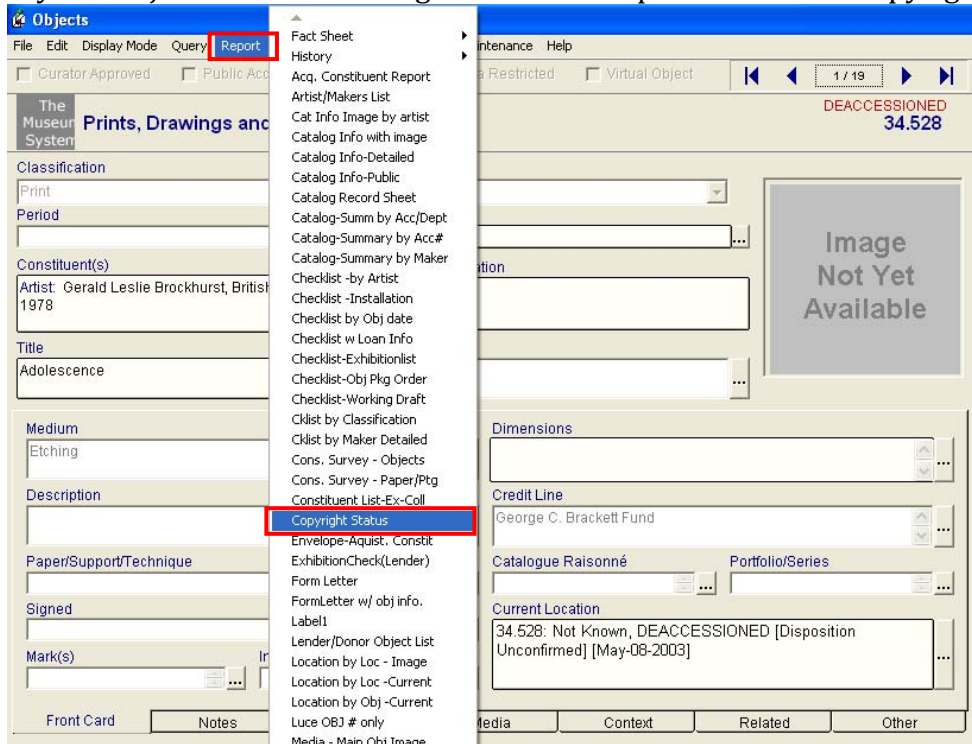 Objects
File Edit Display Mode Query Report intenance Help
Curator Approved Public Acc a Restricted Virtual Object 1 / 19
The Museum System Prints, Drawings and DEACCESSIONED
34.528
Classification
Print
Period
Constituent(s) ation
Artist: Gerald Leslie Brockhurst, British
1978
Title
Adolescence
Image
Not Yet
Available
Medium Dimensions
Etching
Description Credit Line
George C. Brackett Fund
Paper/Support/Technique Catalogue Raisonné Portfolio/Series
Signed Current Location
34.528: Not Known, DEACCESSIONED [Disposition
Unconfirmed] [May-08-2003]
Mark(s) In
Front Card Notes Media Context Related Other
Fact Sheet
History
Acq. Constituent Report
Artist/Makers List
Cat Info Image by artist
Catalog Info with image
Catalog Info-Detailed
Catalog Info-Public
Catalog Record Sheet
Catalog-Summ by Acc/Dept
Catalog-Summary by Acc#
Catalog-Summary by Maker
Checklist -by Artist
Checklist -Installation
Checklist by Obj date
Checklist w Loan Info
Checklist-Exhibitionlist
Checklist-Obj Pkg Order
Checklist-Working Draft
Cklist by Classification
Cklist by Maker Detailed
Cons. Survey - Objects
Cons. Survey - Paper/Ptg
Constituent List-Ex-Coll
Copyright Status
Envelope-Aquist. Constit
ExhibitionCheck(Lender)
Form Letter
FormLetter w/ obj info.
Label1
Lender/Donor Object List
Location by Loc - Image
Location by Loc -Current
Location by Obj -Current
Luce OBJ # only
Media - Main Obj Image